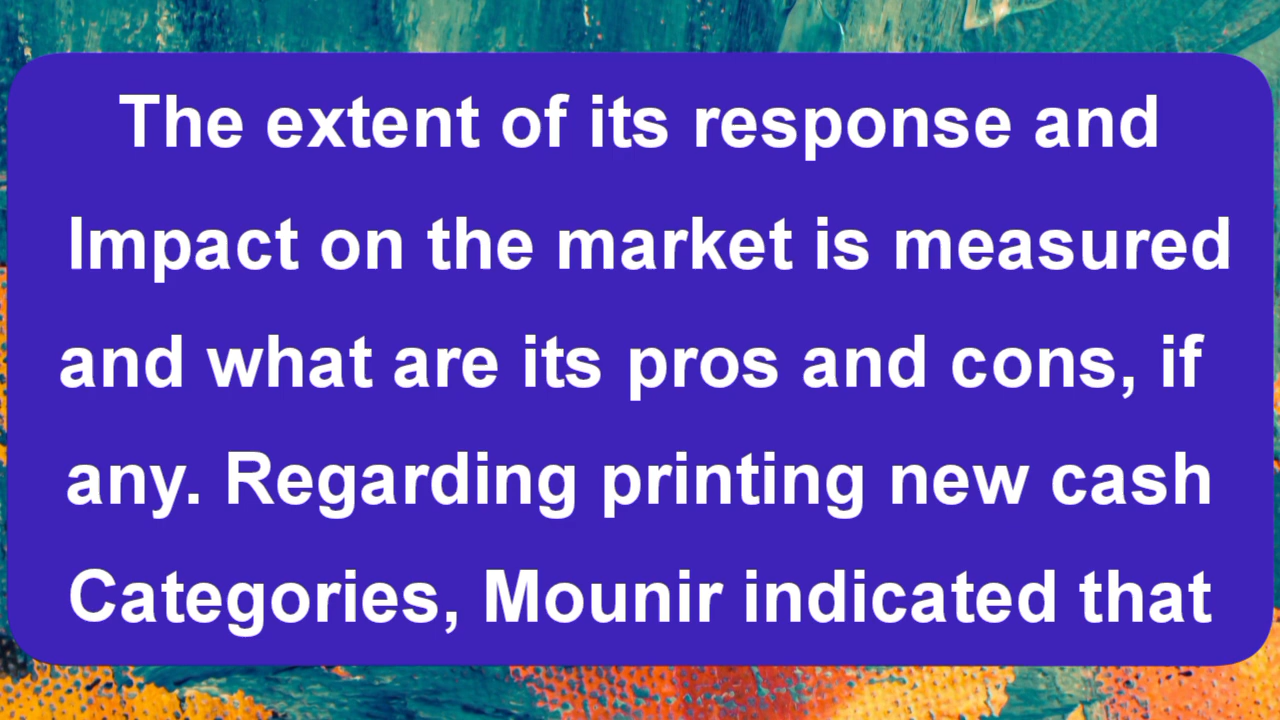 The extent of its response and
Impact on the market is measured
and what are its pros and cons, if
any. Regarding printing new cash
Categories, Mounir indicated that